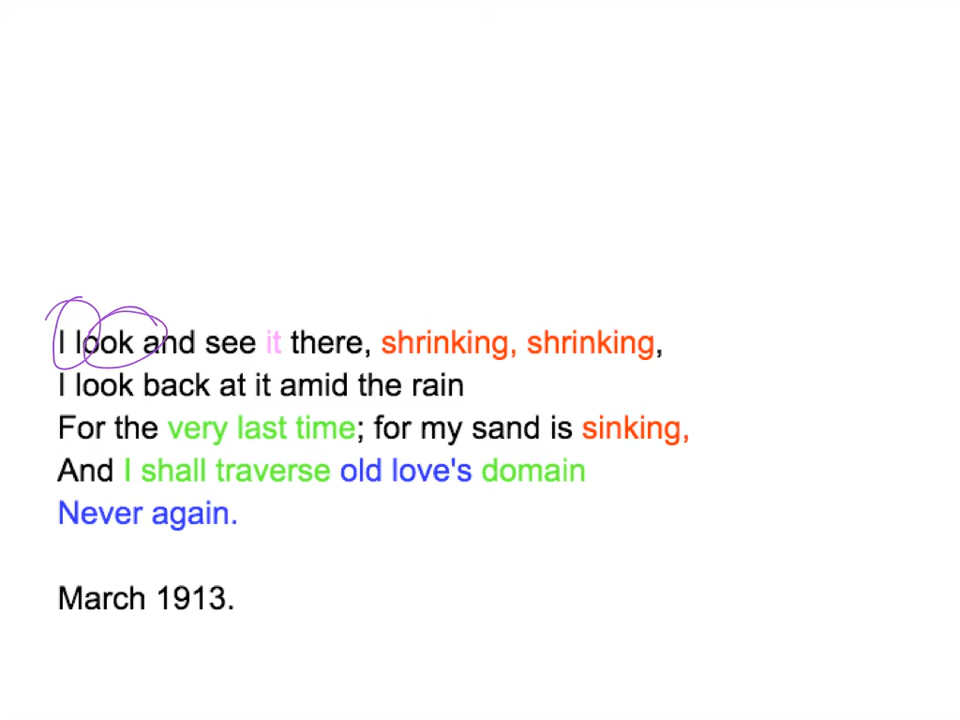 I look and see it there, shrinking, shrinking,
I look back at it amid the rain
For the very last time; for my sand is sinking,
And I shall traverse old love's domain
Never again.
March 1913.